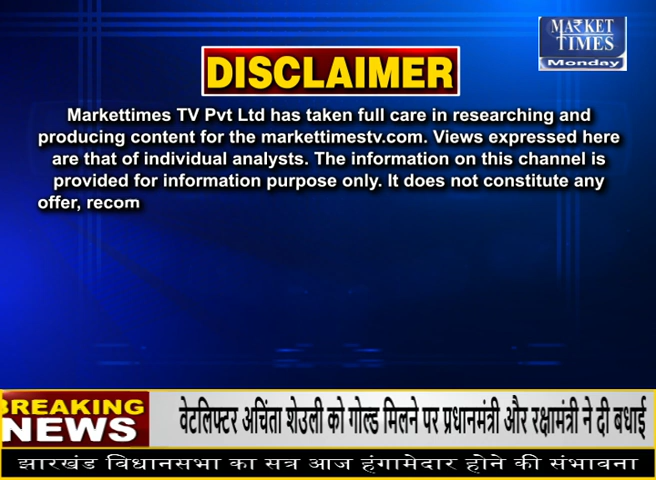 MARKET
TIMES
Monday
DISCLAIMER
Markettimes TV Pvt Ltd has taken full care in researching and
producing content for the markettimestv.com. Views expressed here
are that of individual analysts. The information on this channel is
provided for information purpose only. It does not constitute any
offer, recom
BREAKING
NEWS
वेटलिफ्टर अचिंता शेउली को गोल्ड मिलने पर प्रधानमंत्री और रक्षामंत्री ने दी बधाई
झारखंड विधानसभा का सत्र आज हंगामेदार होने की संभावना